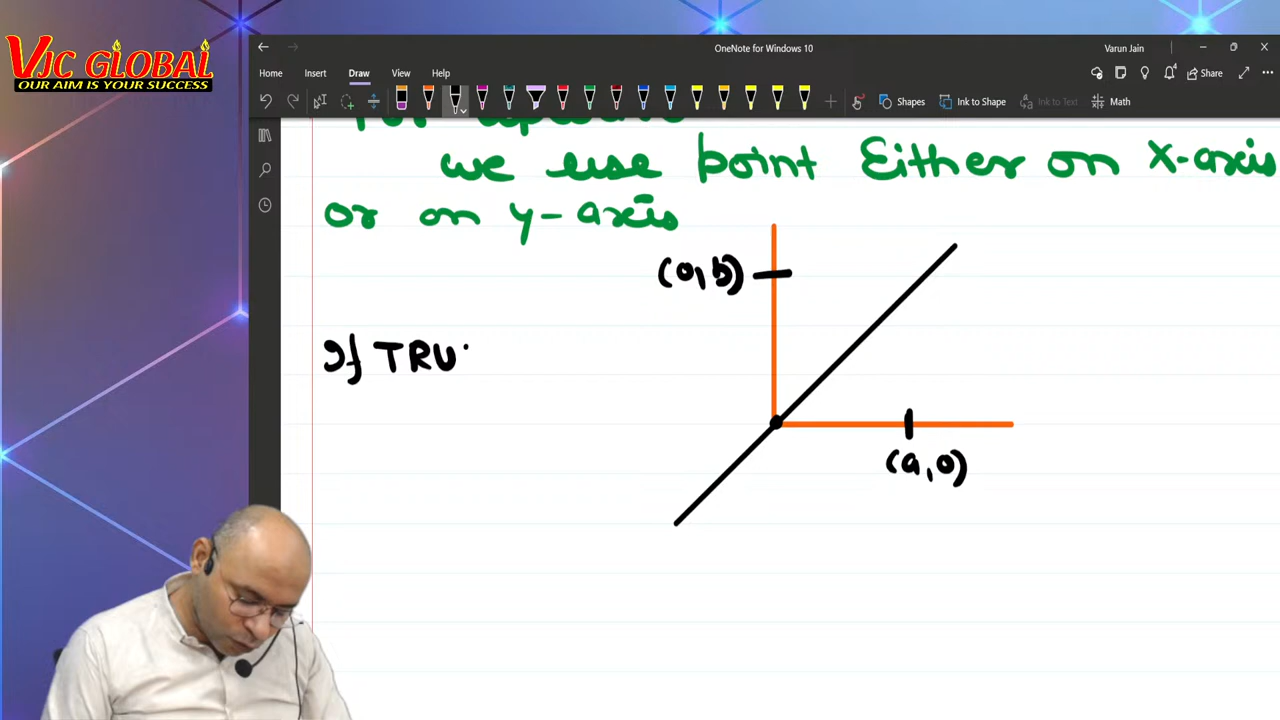 VJC GLOBAL
OUR AIM IS YOUR SUCCESS
OneNote for Windows 10
Varun Jain
Home Insert Draw View Help
Share
Shapes Ink to Shape Ink to Text Math
we use point Either on x-axis
or on y-axis
(0,b)
If TRU
(a,0)